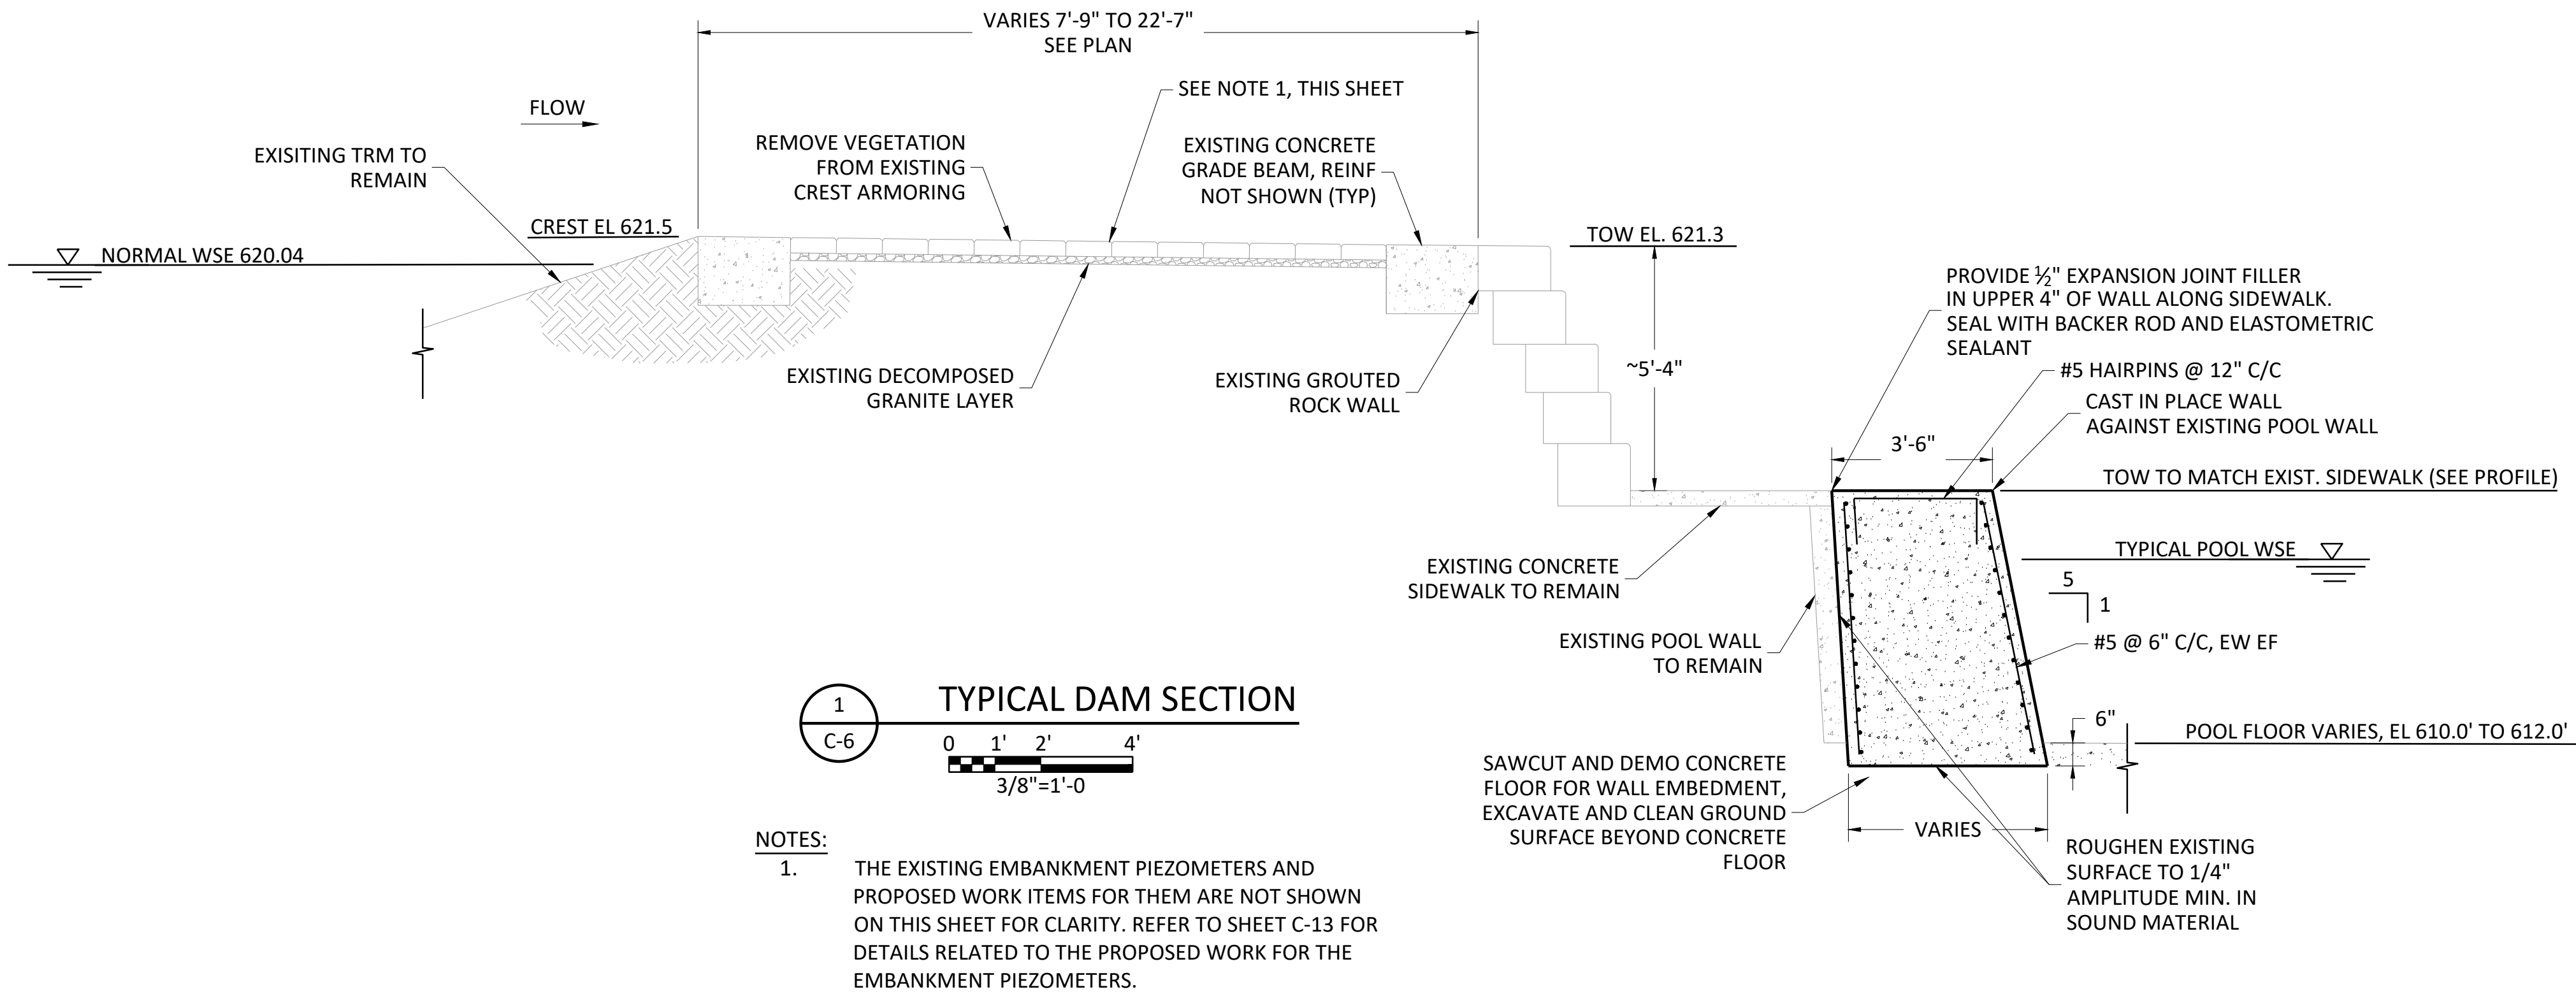 VARIES 7'-9" TO 22'-7"
SEE PLAN
FLOW
SEE NOTE 1, THIS SHEET
REMOVE VEGETATION
FROM EXISTING
CREST ARMORING
EXISTING CONCRETE
GRADE BEAM, REINF
NOT SHOWN (TYP)
EXISITING TRM TO
REMAIN
CREST EL 621.5
NORMAL WSE 620.04
TOW EL. 621.3
EXISTING DECOMPOSED
GRANITE LAYER
EXISTING GROUTED
ROCK WALL
~5'-4"
PROVIDE ½" EXPANSION JOINT FILLER
IN UPPER 4" OF WALL ALONG SIDEWALK.
SEAL WITH BACKER ROD AND ELASTOMETRIC
SEALANT
#5 HAIRPINS @ 12" C/C
CAST IN PLACE WALL
AGAINST EXISTING POOL WALL
3'-6"
TOW TO MATCH EXIST. SIDEWALK (SEE PROFILE)
TYPICAL POOL WSE
5
1
#5 @ 6" C/C, EW EF
EXISTING CONCRETE
SIDEWALK TO REMAIN
EXISTING POOL WALL
TO REMAIN
6"
POOL FLOOR VARIES, EL 610.0' TO 612.0'
SAWCUT AND DEMO CONCRETE
FLOOR FOR WALL EMBEDMENT,
EXCAVATE AND CLEAN GROUND
SURFACE BEYOND CONCRETE
FLOOR
VARIES
ROUGHEN EXISTING
SURFACE TO 1/4"
AMPLITUDE MIN. IN
SOUND MATERIAL
1
C-6
TYPICAL DAM SECTION
0 1' 2' 4'
3/8"=1'-0
NOTES:
1. THE EXISTING EMBANKMENT PIEZOMETERS AND
PROPOSED WORK ITEMS FOR THEM ARE NOT SHOWN
ON THIS SHEET FOR CLARITY. REFER TO SHEET C-13 FOR
DETAILS RELATED TO THE PROPOSED WORK FOR THE
EMBANKMENT PIEZOMETERS.